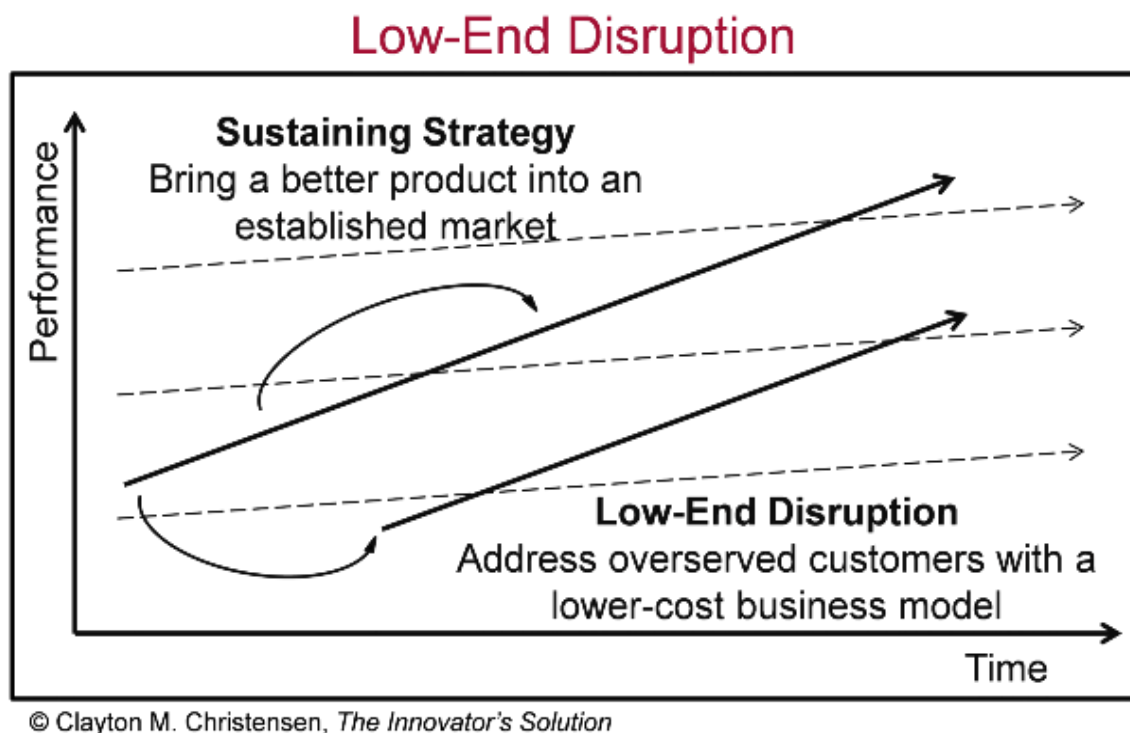 Low-End Disruption
Performance
Sustaining Strategy
Bring a better product into an
established market
Low-End Disruption
Address overserved customers with a
lower-cost business model
Time
© Clayton M. Christensen, The Innovator's Solution